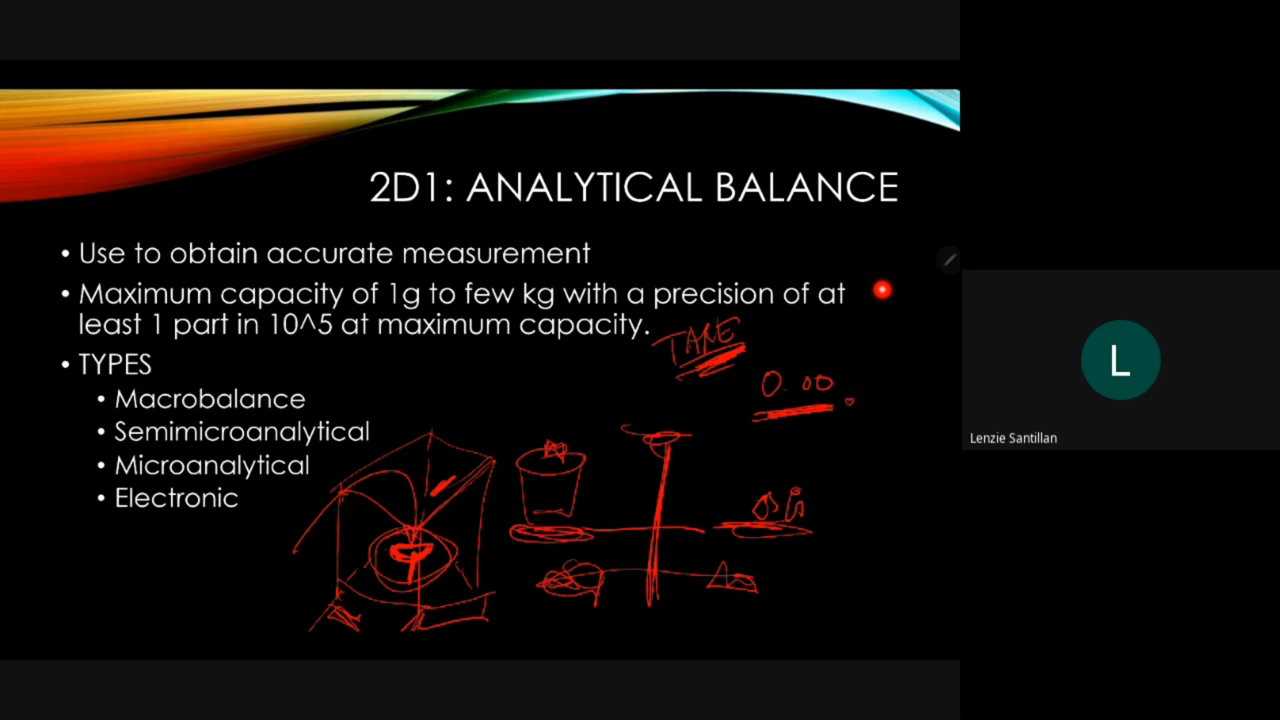 2D1: ANALYTICAL BALANCE
• Use to obtain accurate measurement
• Maximum capacity of 1g to few kg with a precision of at
least 1 part in 10^5 at maximum capacity.
TARE
• TYPES
0.00
• Macrobalance
• Semimicroanalytical
• Microanalytical
• Electronic
L
Lenzie Santillan